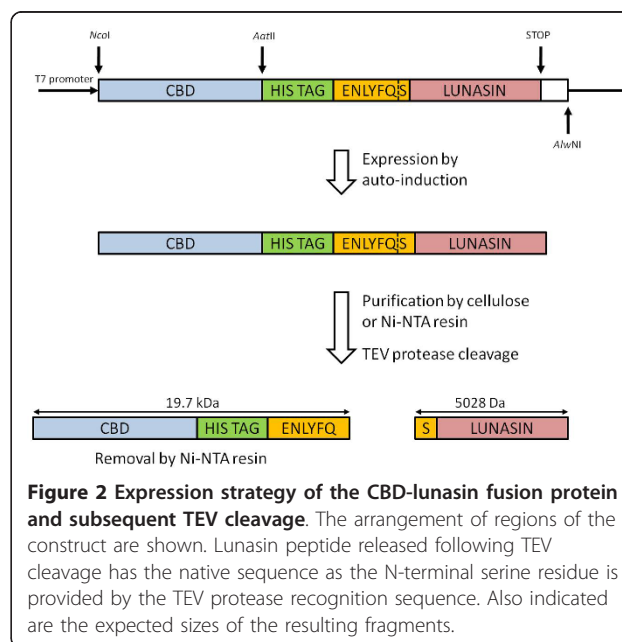 NcoI AatII STOP
T7 promoter
CBD HIS TAG ENLYFQ S LUNASIN
AlwNI
Expression by
auto-induction
CBD HIS TAG ENLYFQ S LUNASIN
Purification by cellulose
or Ni-NTA resin
TEV protease cleavage
19.7 kDa 5028 Da
CBD HIS TAG ENLYFQ S LUNASIN
Removal by Ni-NTA resin
Figure 2 Expression strategy of the CBD-lunasin fusion protein
and subsequent TEV cleavage. The arrangement of regions of the
construct are shown. Lunasin peptide released following TEV
cleavage has the native sequence as the N-terminal serine residue is
provided by the TEV protease recognition sequence. Also indicated
are the expected sizes of the resulting fragments.